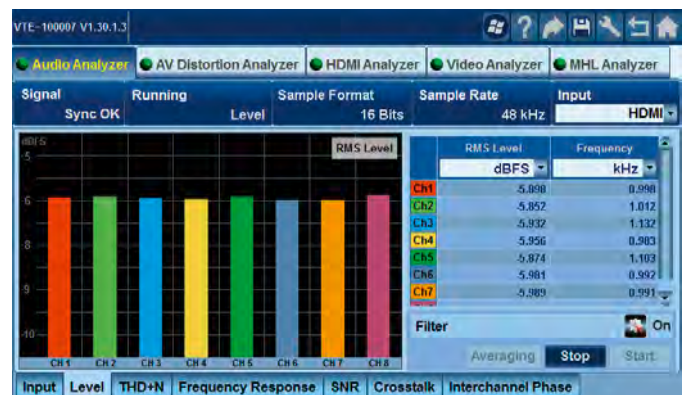 VTE-100007 V1.30.1.3
?
Audio Analyzer AV Distortion Analyzer HDMI Analyzer Video Analyzer MHL Analyzer
Signal Running Sample Format Sample Rate Input
Sync OK Level 16 Bits 48 kHz HDMI
dBFS
-5
6
8
9
-10
RMS Level
CH 1 CH 2 CH 3 CH 4 CH 5 CH 6 CH 7 CH 8
RMS Level Frequency
dBFS kHz
Ch1 -5.898 0.998
Ch2 -5.852 1.012
Ch3 -5.932 1.132
Ch4 -5.956 0.983
Ch5 -5.874 1.103
Ch6 -5.981 0.992
Ch7 -5.989 0.991
Filter On
Averaging Stop Start
Input Level THD+N Frequency Response SNR Crosstalk Interchannel Phase